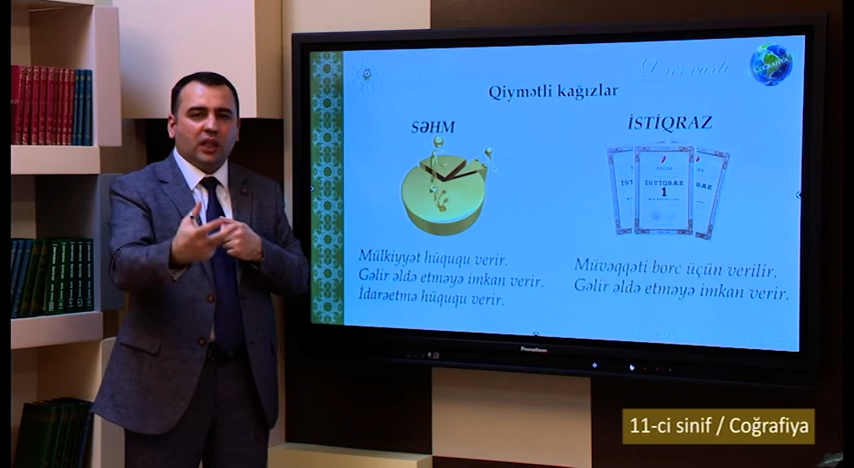 Qiymətli kağızlar
SƏHM
İSTİQRAZ
İSTİQRAZ
1
Mülkiyyət hüququ verir.
Gəlir əldə etməyə imkan verir.
İdarəetmə hüququ verir.
Müvəqqəti borc üçün verilir.
Gəlir əldə etməyə imkan verir.
Promethean
11-ci sinif / Coğrafiya